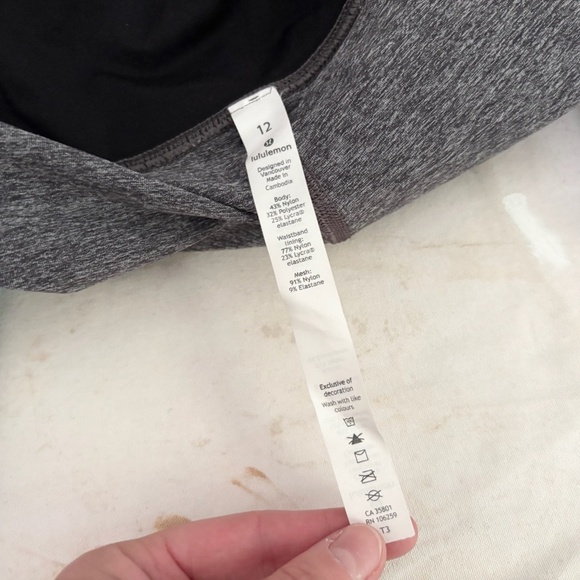 12
lululemon
Designed in
Vancouver
Made in
Cambodia
Body:
43% Nylon
32% Polyester
25% Lycra®
elastane
Waistband
lining:
77% Nylon
23% Lycra®
elastane
Mesh:
91% Nylon
9% Elastane
Exclusive of
decoration
Wash with like
colours
CA 35801
RN 106259
T3